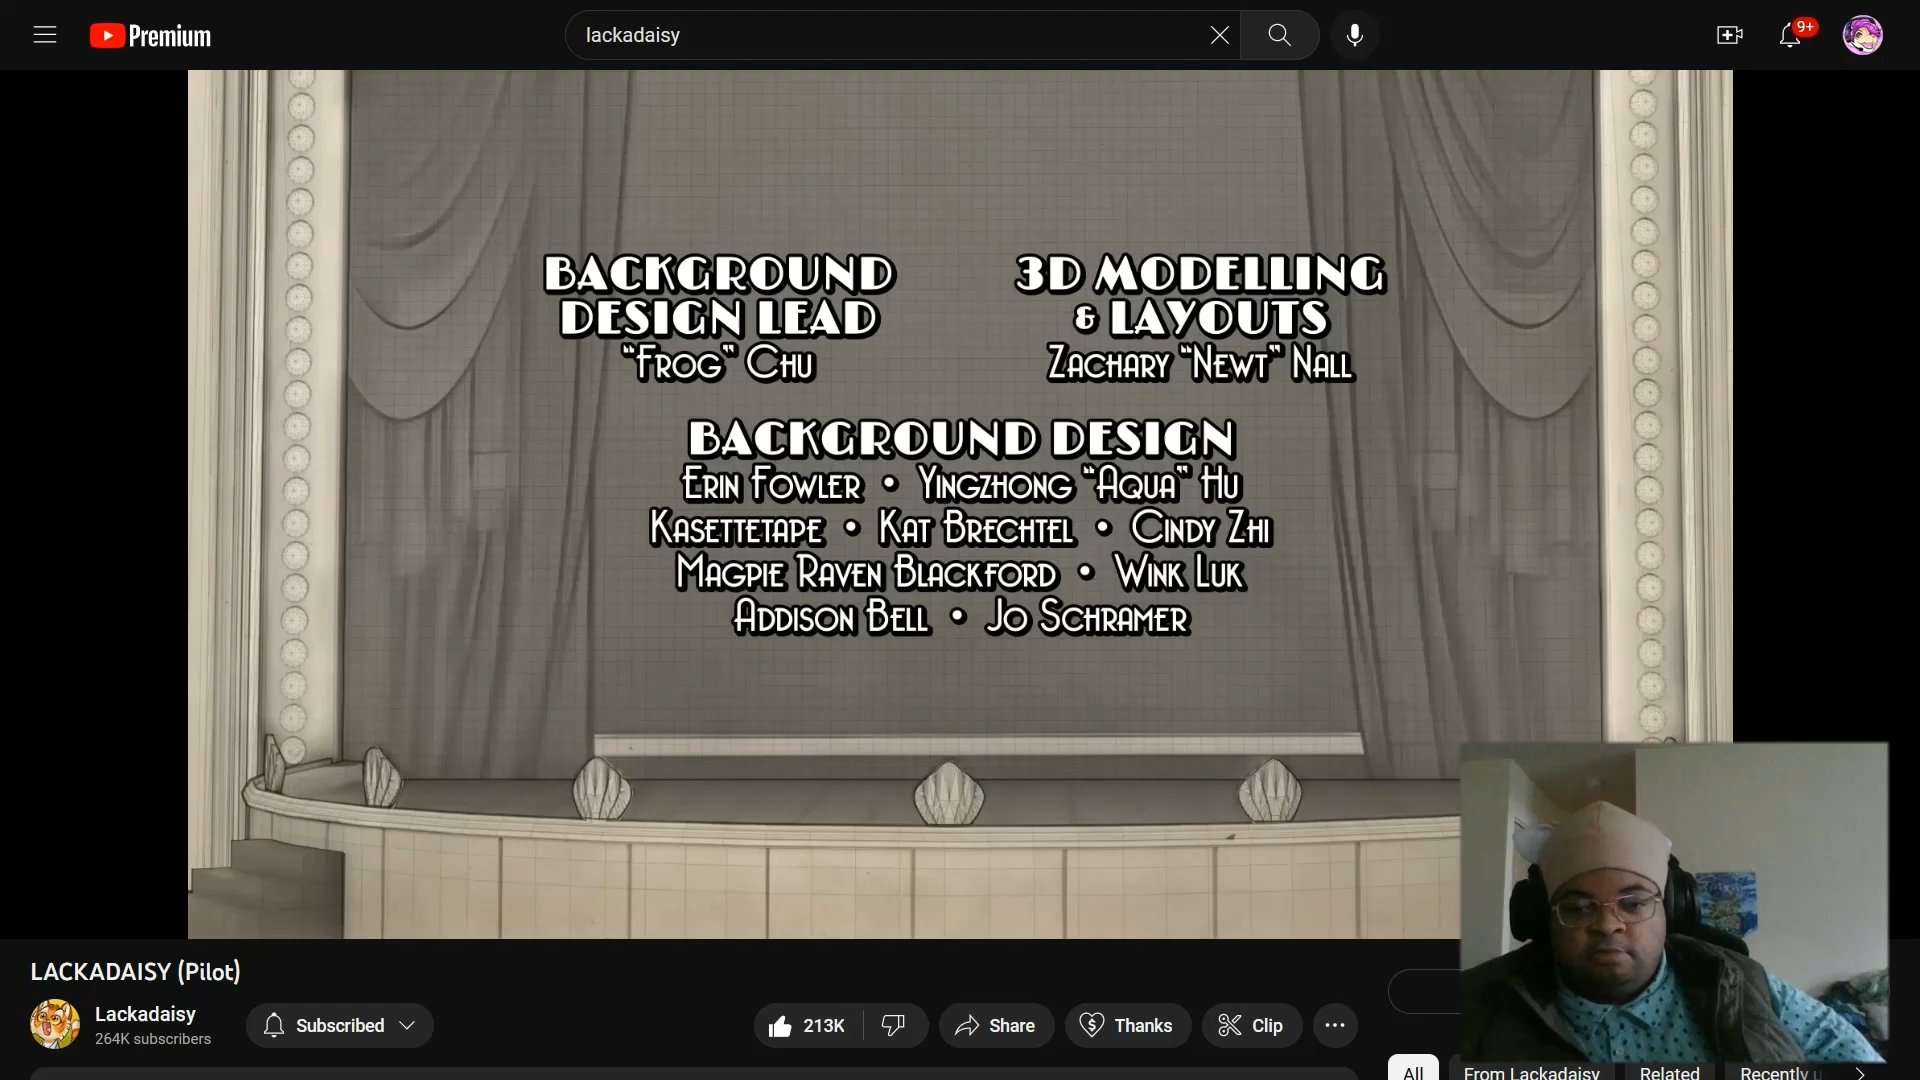 Premium
lackadaisy
9+
BACKGROUND
DESIGN LEAD
"FROG" CHU
3D MODELLING
& LAYOUTS
ZACHARY "NEWT" NALL
BACKGROUND DESIGN
ERIN FOWLER • YINGZHONG "AQUA" HU
KASETTETAPE • KAT BRECHTEL • CINDY ZHI
MAGPIE RAVEN BLACKFORD • WINK LUK
ADDISON BELL • JO SCHRAMER
LACKADAISY (Pilot)
Lackadaisy
264K subscribers
Subscribed
213K
Share
Thanks
Clip
All
From Lackadaisy
Related
Recently u